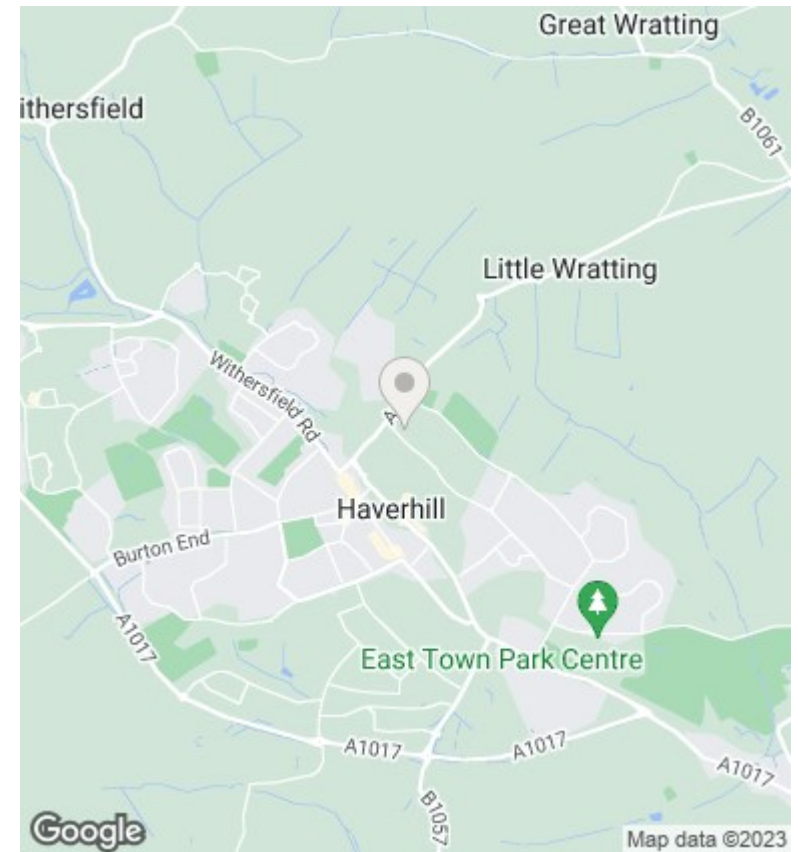 Great Wratting
ithersfield
B1061
Little Wratting
Withersfield Rd
A
Haverhill
Burton End
A1017
East Town Park Centre
A1017
A1017
A1017
B1057
Google
Map data ©2023